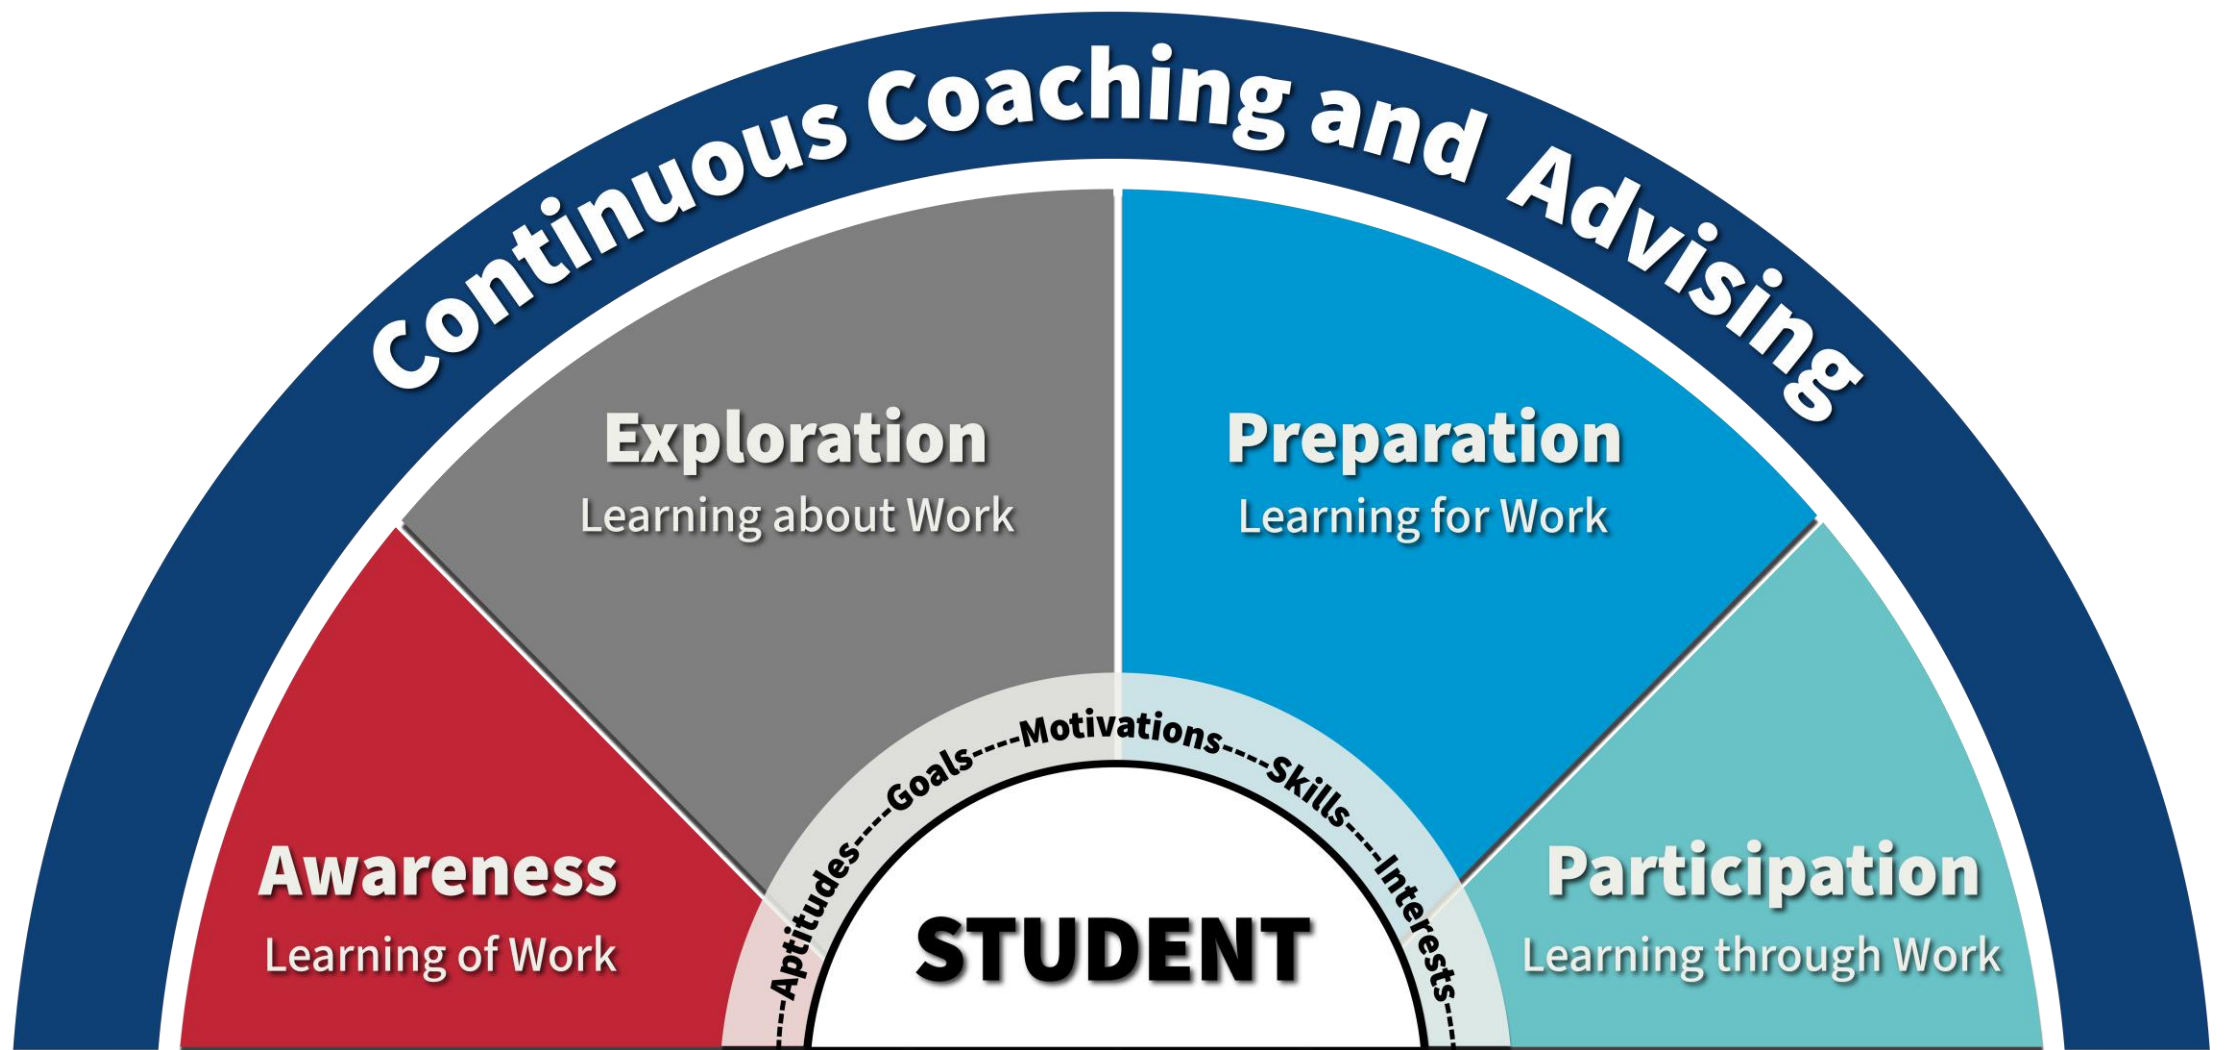 Continuous Coaching and Advising
Exploration
Learning about Work
Preparation
Learning for Work
Awareness
Learning of Work
Participation
Learning through Work
----Aptitudes----Goals----Motivations----Skills----Interests----
STUDENT